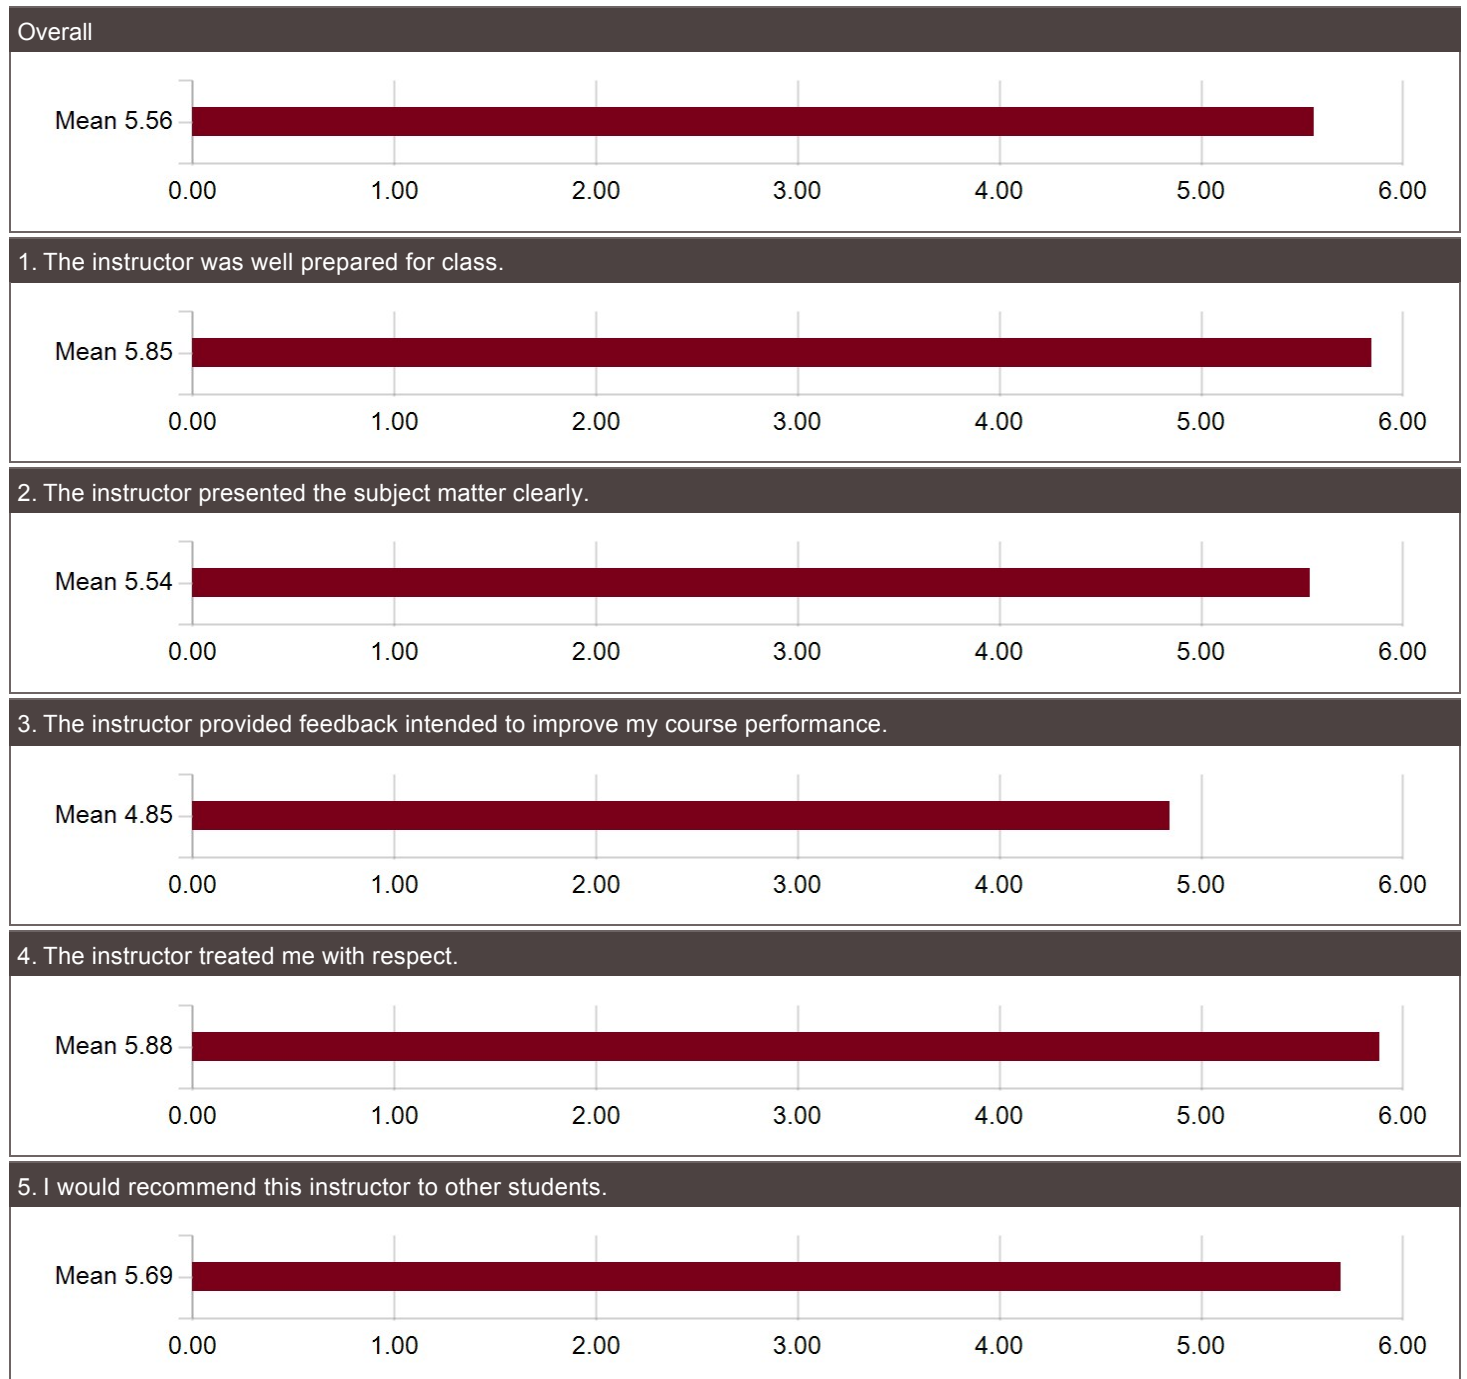 Overall
Mean 5.56
0.00 1.00 2.00 3.00 4.00 5.00 6.00
1. The instructor was well prepared for class.
Mean 5.85
0.00 1.00 2.00 3.00 4.00 5.00 6.00
2. The instructor presented the subject matter clearly.
Mean 5.54
0.00 1.00 2.00 3.00 4.00 5.00 6.00
3. The instructor provided feedback intended to improve my course performance.
Mean 4.85
0.00 1.00 2.00 3.00 4.00 5.00 6.00
4. The instructor treated me with respect.
Mean 5.88
0.00 1.00 2.00 3.00 4.00 5.00 6.00
5. I would recommend this instructor to other students.
Mean 5.69
0.00 1.00 2.00 3.00 4.00 5.00 6.00